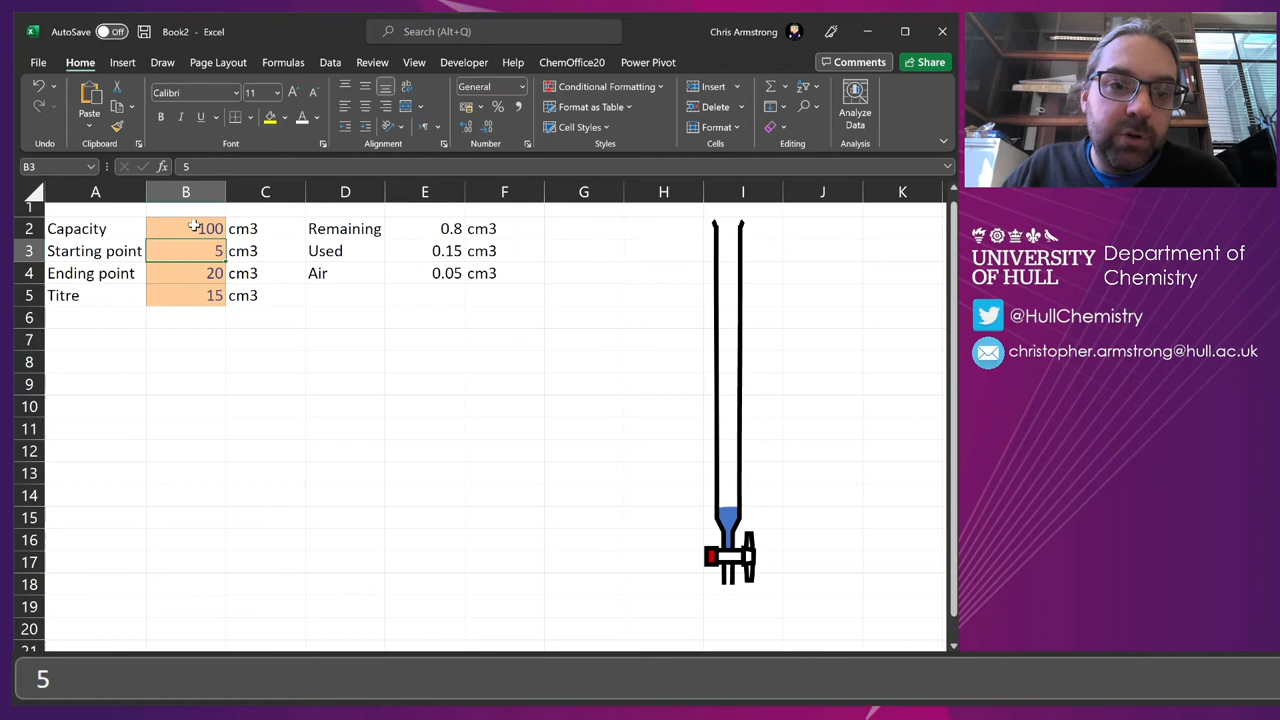 AutoSave Off Book2 - Excel Search (Alt+Q) Chris Armstrong
File Home Insert Draw Page Layout Formulas Data Review View Developer Help ChemOffice20 Power Pivot Comments Share
Paste Calibri 11 General Conditional Formatting Insert Analyze Data
B I U A % Format as Table Delete
Cell Styles Format
Undo Clipboard Font Alignment Number Styles Cells Editing Analysis
B3 fx 5
A B C D E F G H I J K
1
2 Capacity 100 cm3 Remaining 0.8 cm3
3 Starting point 5 cm3 Used 0.15 cm3
4 Ending point 20 cm3 Air 0.05 cm3
5 Titre 15 cm3
6
7
8
9
10
11
12
13
14
15
16
17
18
19
20
21
5
UNIVERSITY OF HULL
Department of Chemistry
@HullChemistry
christopher.armstrong@hull.ac.uk